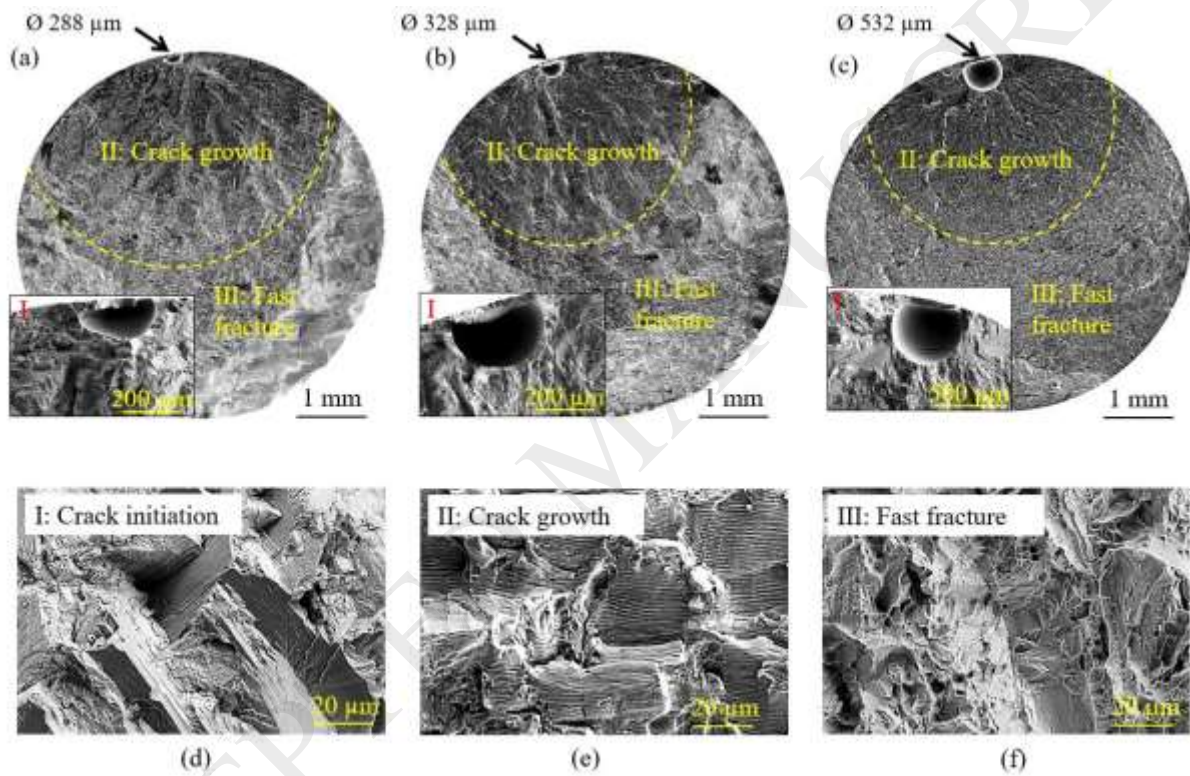 Ø 288 µm
(a)
II: Crack growth
III: Fast
fracture
I
200 µm
1 mm
Ø 328 µm
(b)
II: Crack growth
III: Fast
fracture
I
200 µm
1 mm
Ø 532 µm
(c)
II: Crack growth
III: Fast
fracture
I
500 µm
1 mm
I: Crack initiation
20 µm
(d)
II: Crack growth
20 µm
(e)
III: Fast fracture
20 µm
(f)